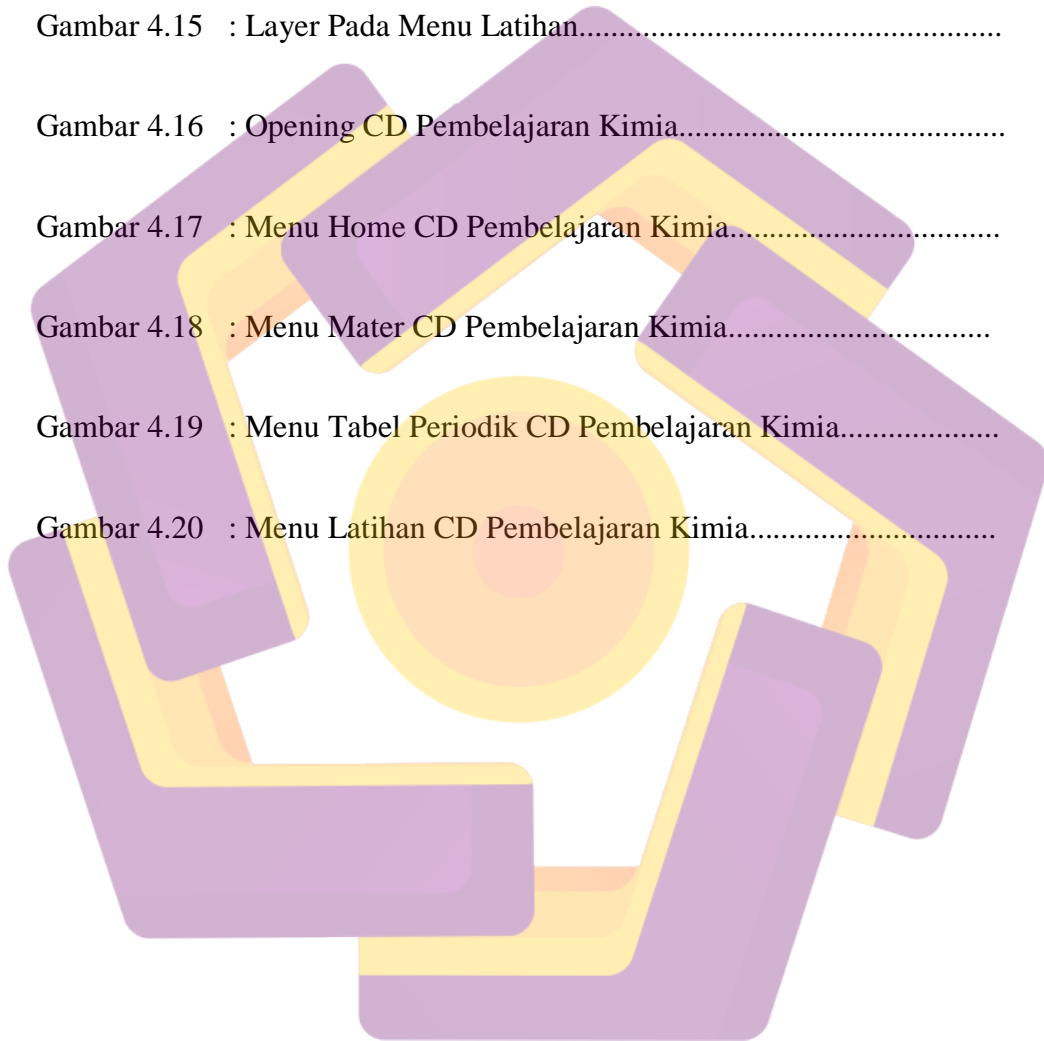 Gambar 4.15 : Layer Pada Menu Latihan.....................................................
Gambar 4.16 : Opening CD Pembelajaran Kimia.........................................
Gambar 4.17 : Menu Home CD Pembelajaran Kimia..................................
Gambar 4.18 : Menu Mater CD Pembelajaran Kimia.................................
Gambar 4.19 : Menu Tabel Periodik CD Pembelajaran Kimia....................
Gambar 4.20 : Menu Latihan CD Pembelajaran Kimia...............................